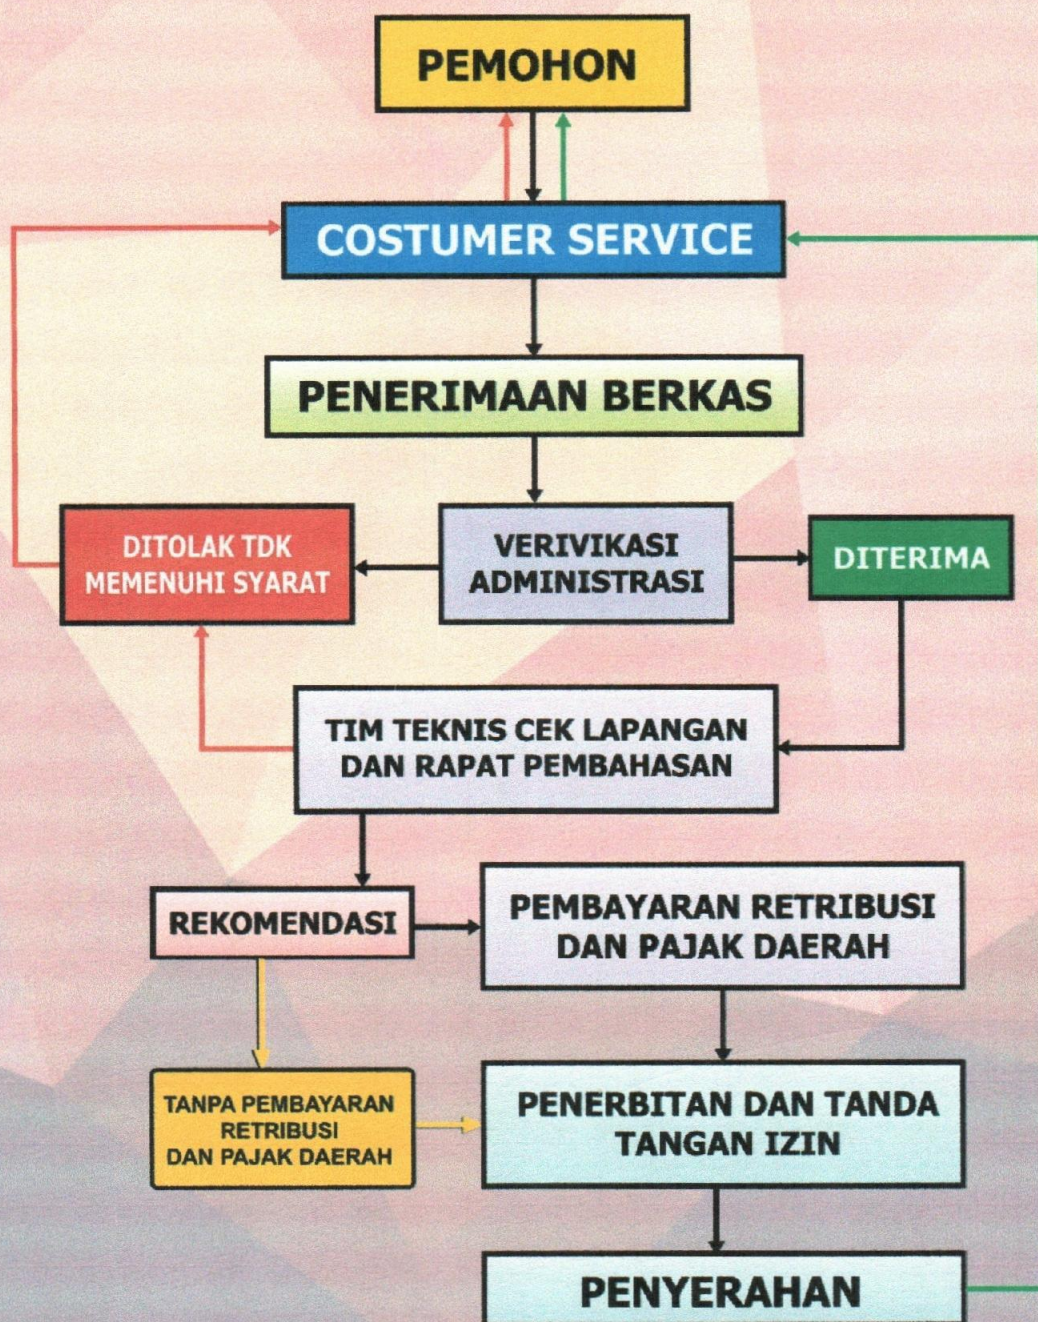 PEMOHON
COSTUMER SERVICE
PENERIMAAN BERKAS
DITOLAK TDK
MEMENUHI SYARAT
VERIVIKASI
ADMINISTRASI
DITERIMA
TIM TEKNIS CEK LAPANGAN
DAN RAPAT PEMBAHASAN
REKOMENDASI
PEMBAYARAN RETRIBUSI
DAN PAJAK DAERAH
TANPA PEMBAYARAN
RETRIBUSI
DAN PAJAK DAERAH
PENERBITAN DAN TANDA
TANGAN IZIN
PENYERAHAN